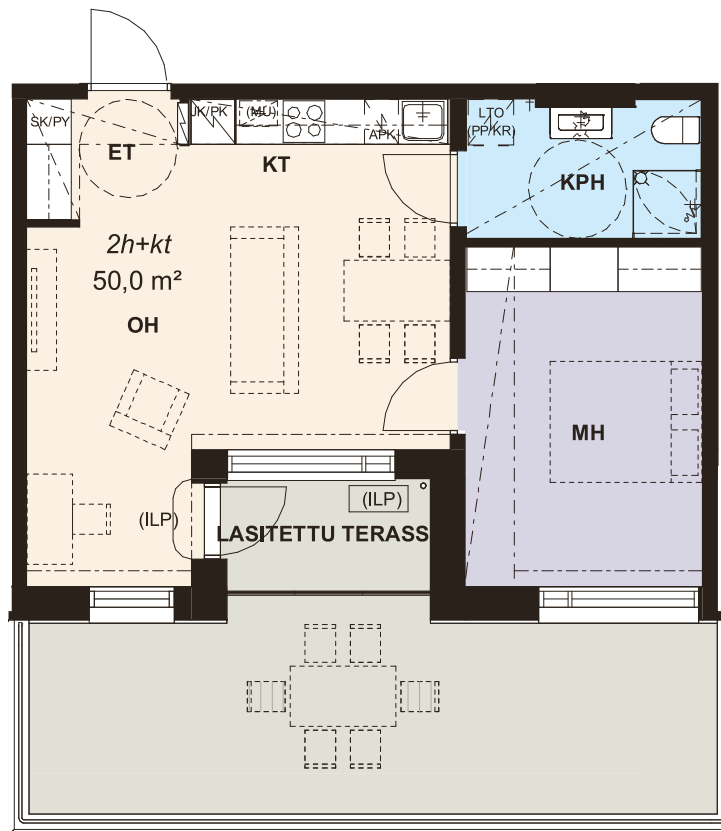 SK/PY
ET
JK/PK
(MU)
APK
KT
LTO
(PP/KR)
KPH
2h+kt
50,0 m²
OH
MH
(ILP)
(ILP)
LASITETTU TERASS